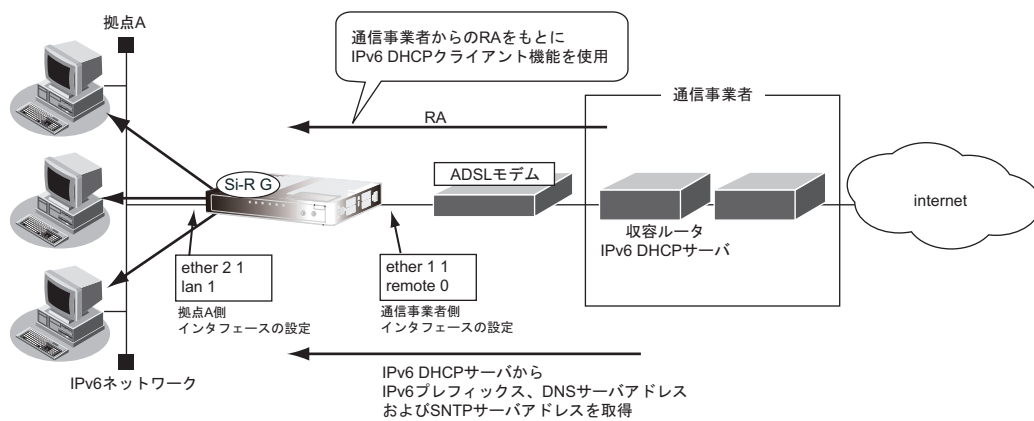 拠点A
通信事業者からのRAをもとに
IPv6 DHCPクライアント機能を使用
通信事業者
RA
Si-R G
ADSLモデム
internet
収容ルータ
IPv6 DHCPサーバ
ether 2 1
lan 1
ether 1 1
remote 0
拠点A側
インタフェースの設定
通信事業者側
インタフェースの設定
IPv6ネットワーク
IPv6 DHCPサーバから
IPv6プレフィックス、DNSサーバアドレス
およびSNTPサーバアドレスを取得